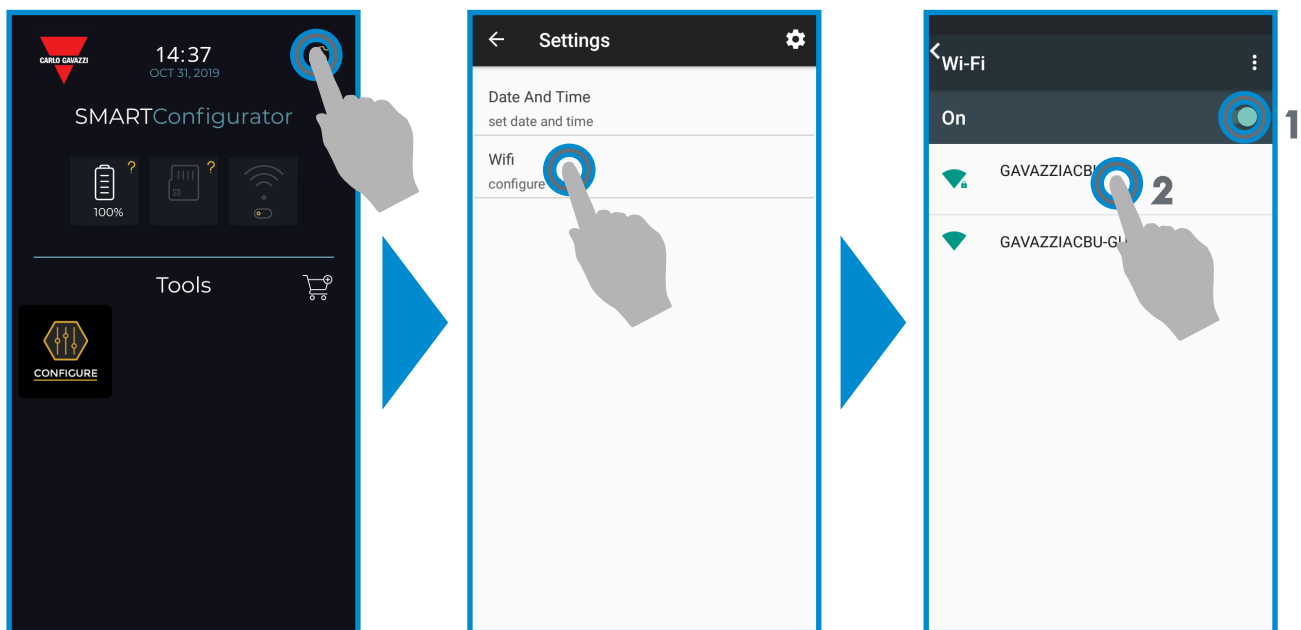 CARLO GAVAZZI
14:37
OCT 31, 2019
SMARTConfigurator
?
?
SD
100%
Tools
CONFIGURE
Settings
Date And Time
set date and time
Wifi
configure
Wi-Fi
On
1
2